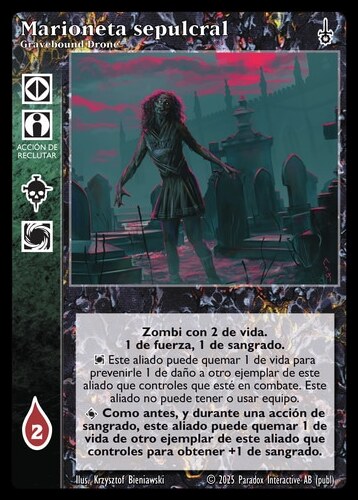 Marioneta sepulcral
Gravebound Drone
ACCIÓN DE
RECLUTAR
Zombi con 2 de vida.
1 de fuerza, 1 de sangrado.
Este aliado puede quemar 1 de vida para
prevenirle 1 de daño a otro ejemplar de este
aliado que controles que esté en combate. Este
aliado no puede tener o usar equipo.
Como antes, y durante una acción de
sangrado, este aliado puede quemar 1 de
vida de otro ejemplar de este aliado que
controles para obtener +1 de sangrado.
2
Ilus: Krzysztof Bieniawski © 2025 Paradox Interactive AB (publ)